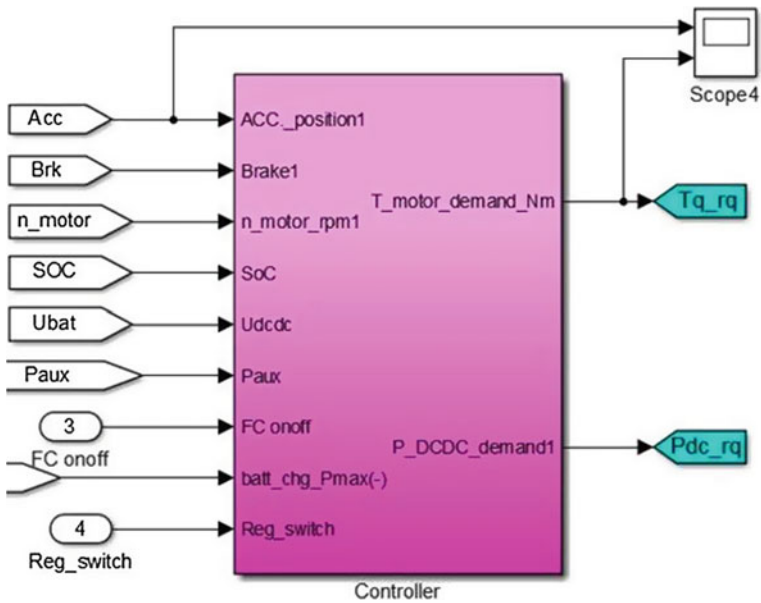 Scope4
Acc
ACC._position1
Brk
Brake1
T_motor_demand_Nm
Tq_rq
n_motor
n_motor_rpm1
SOC
SoC
Ubat
Udcdc
Paux
Paux
3
FC onoff
FC onoff
P_DCDC_demand1
Pdc_rq
batt_chg_Pmax(-)
4
Reg_switch
Reg_switch
Controller